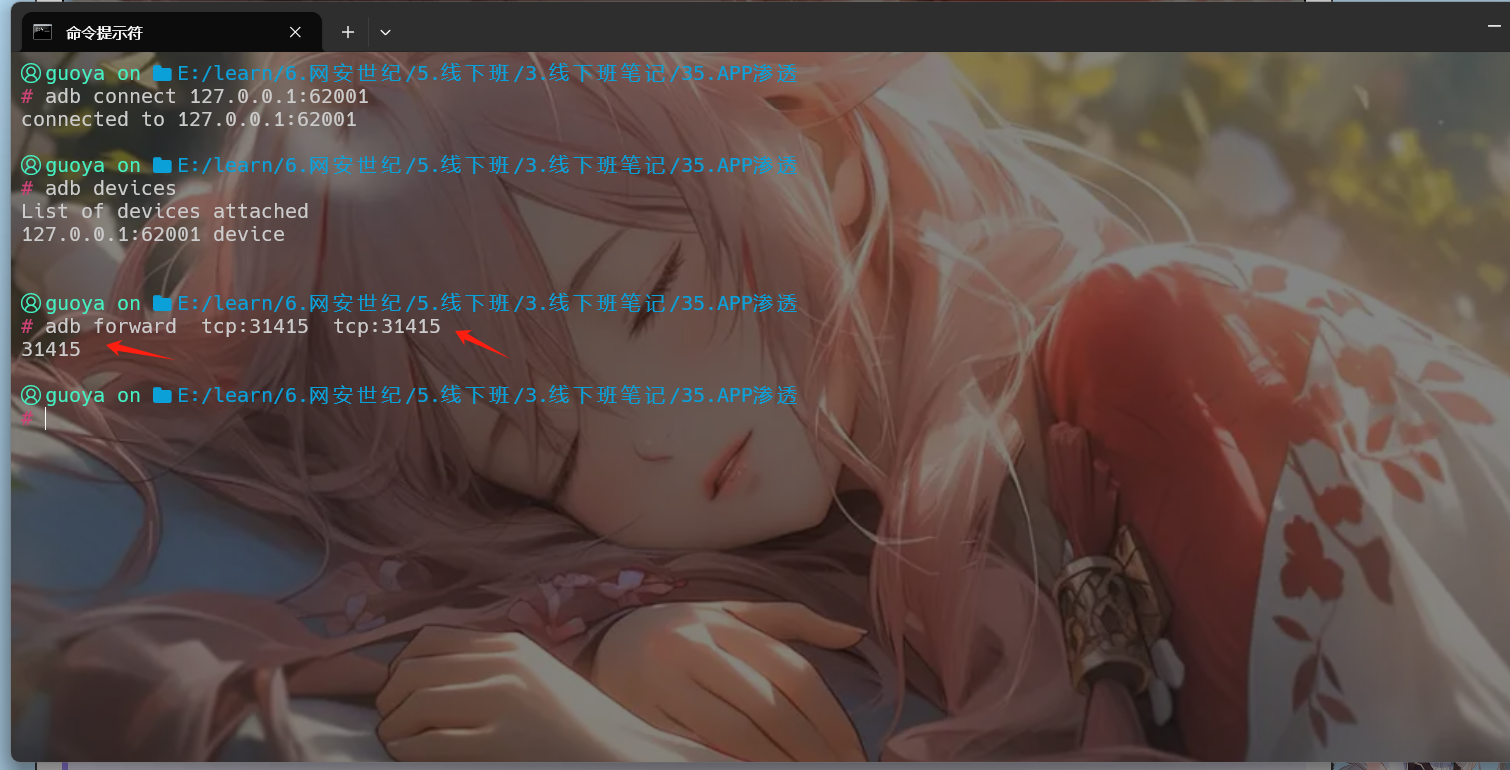 命令提示符
guoya on E:/learn/6.网安世纪/5.线下班/3.线下班笔记/35.APP渗透
# adb connect 127.0.0.1:62001
connected to 127.0.0.1:62001
guoya on E:/learn/6.网安世纪/5.线下班/3.线下班笔记/35.APP渗透
# adb devices
List of devices attached
127.0.0.1:62001 device
guoya on E:/learn/6.网安世纪/5.线下班/3.线下班笔记/35.APP渗透
# adb forward  tcp:31415  tcp:31415
31415
guoya on E:/learn/6.网安世纪/5.线下班/3.线下班笔记/35.APP渗透
#